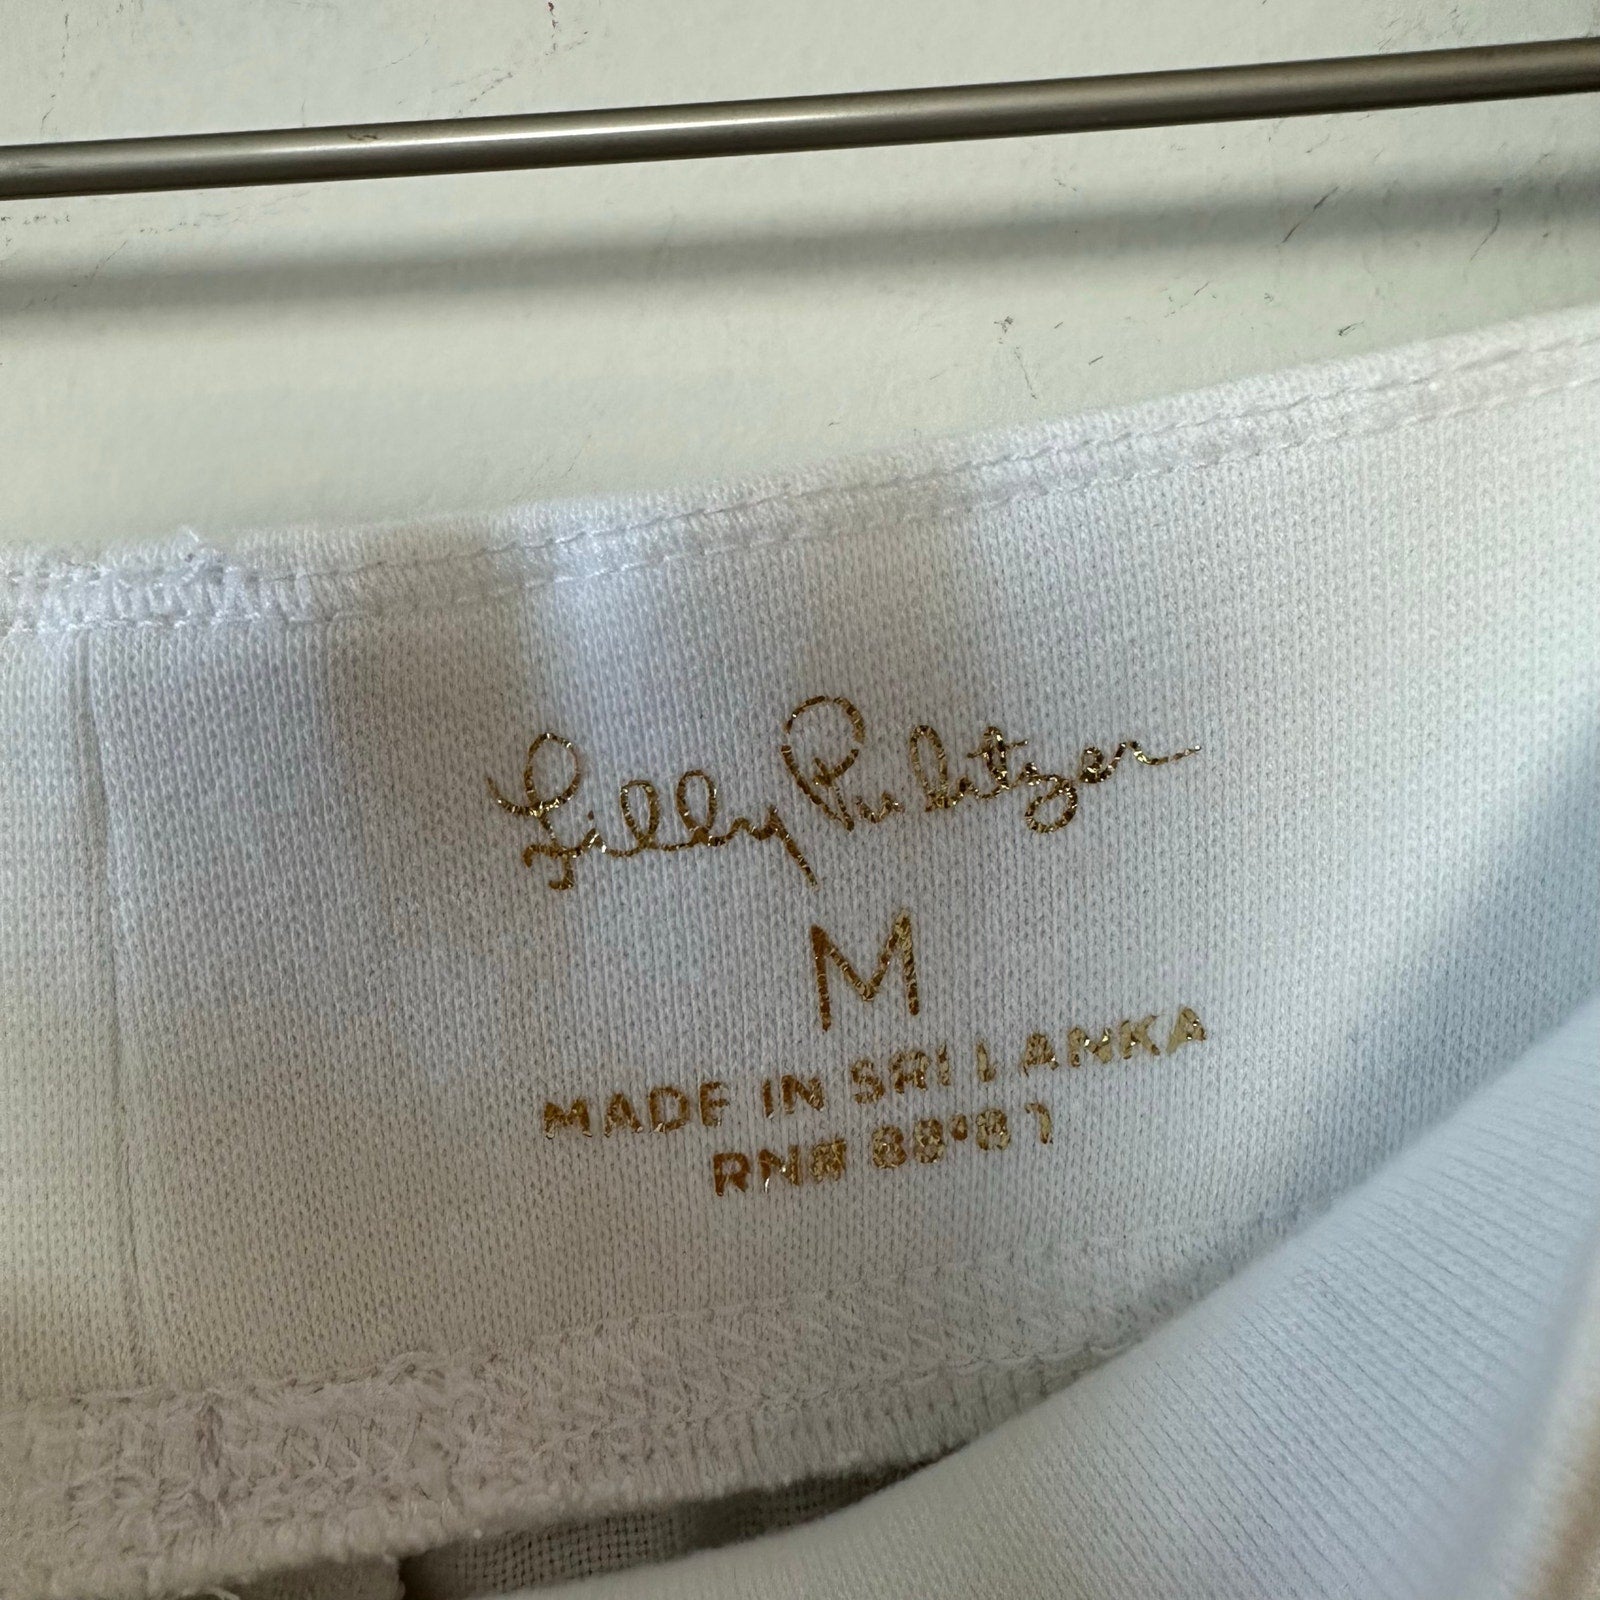 Lilly Pulitzer
M
MADE IN SRI LANKA
RN#